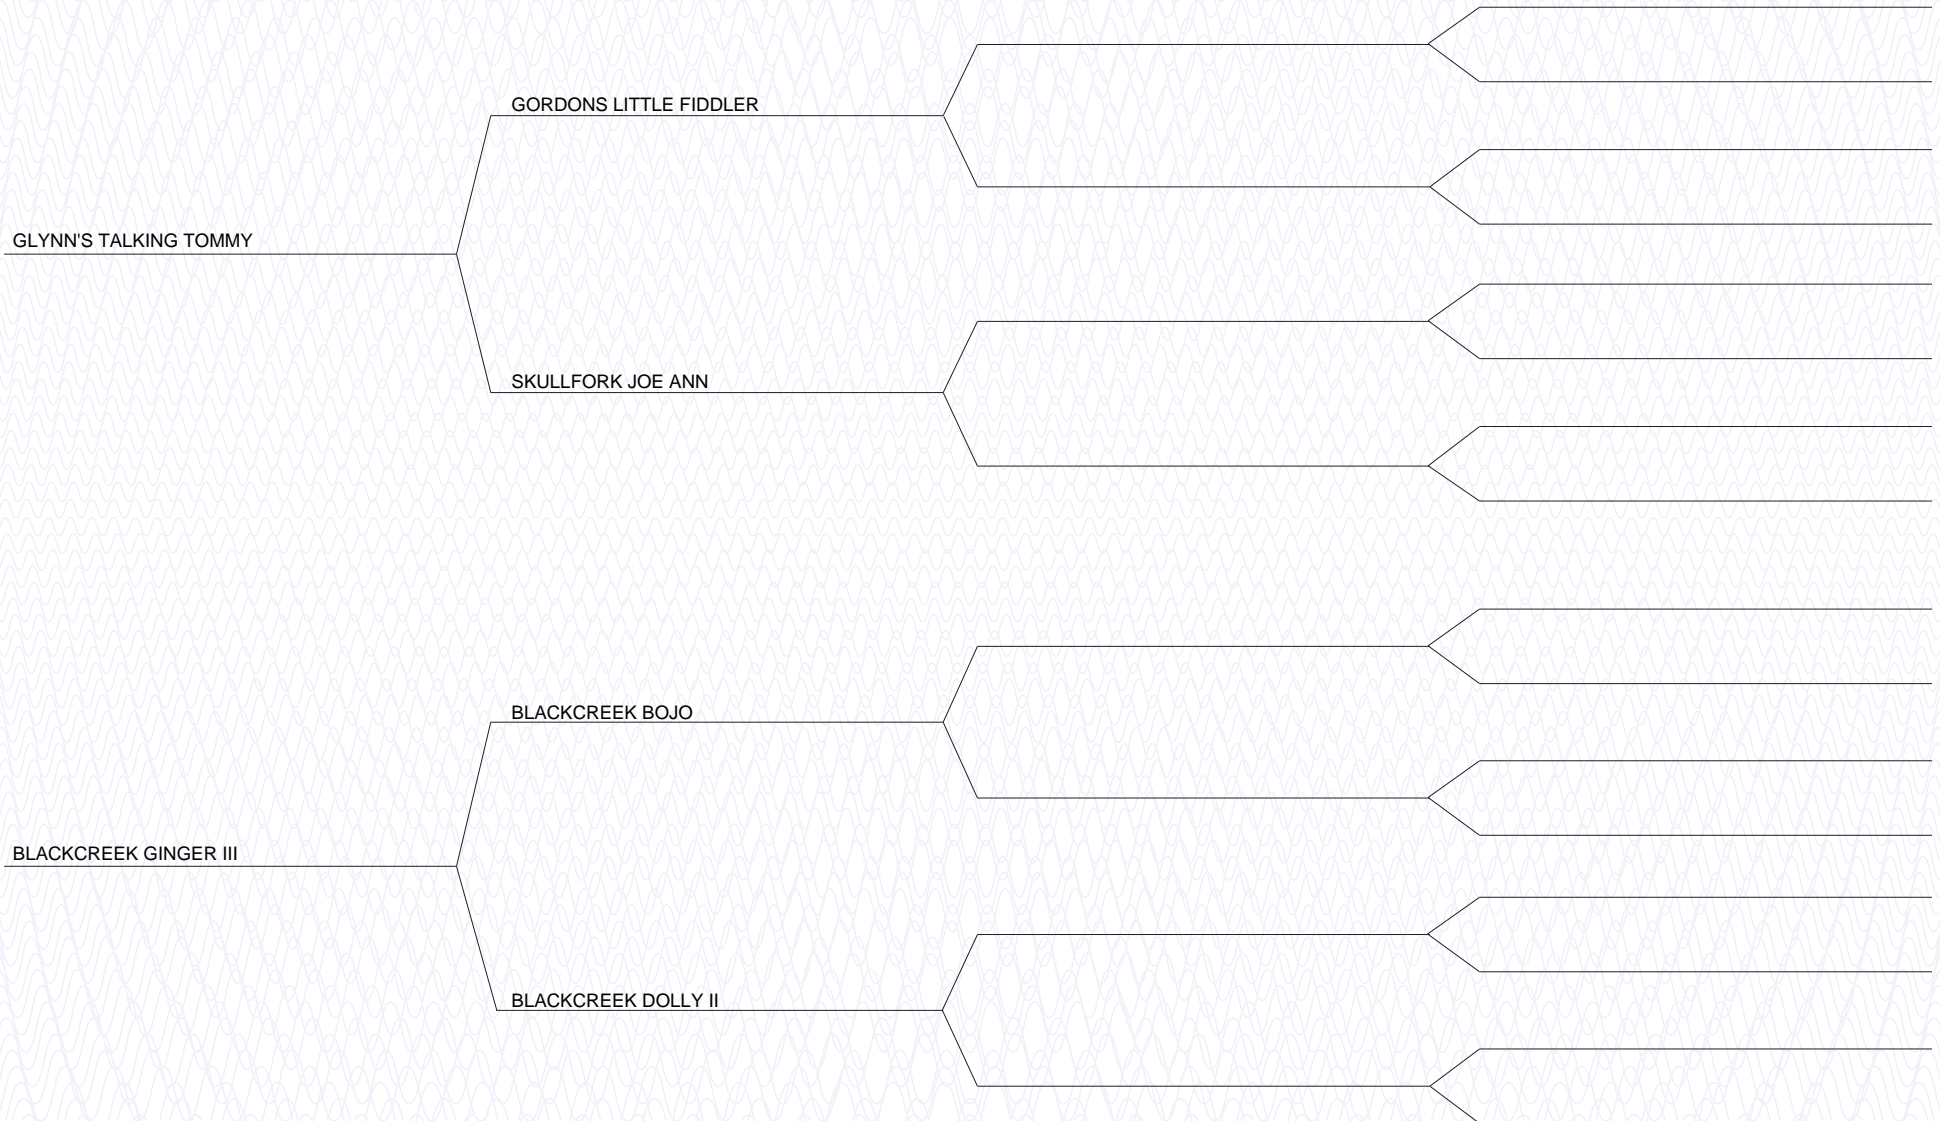 GORDONS LITTLE FIDDLER
GLYNN'S TALKING TOMMY
SKULLFORK JOE ANN
BLACKCREEK BOJO
BLACKCREEK GINGER III
BLACKCREEK DOLLY II